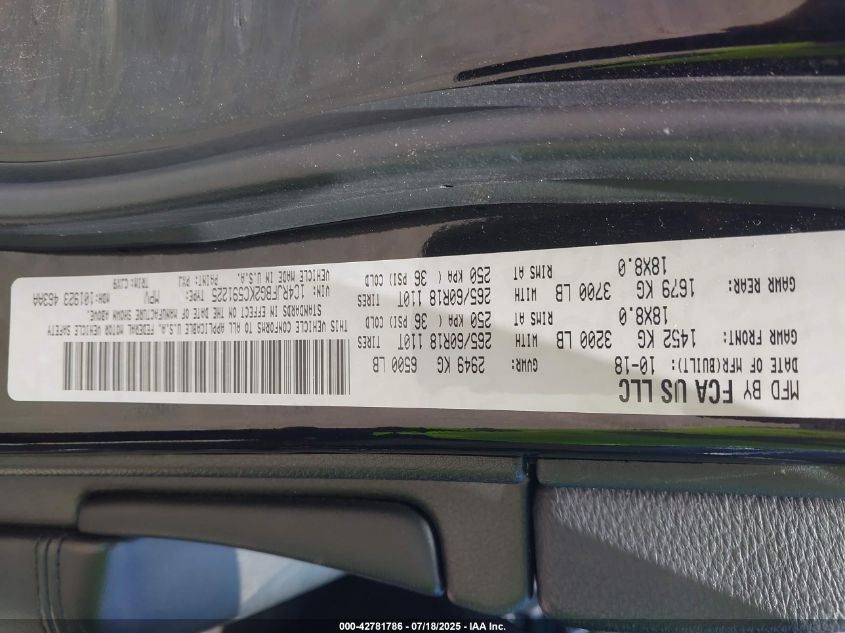 MFD BY FCA US LLC
DATE OF MFR(BUILT): 10-18 GVWR: 2949 KG 6500 LB
GAWR FRONT: 1452 KG 3200 LB WITH TIRES 265/60R18 110T
RIMS AT 18X8.0 250 KPA ( 36 PSI) COLD
GAWR REAR: 1679 KG 3700 LB WITH TIRES 265/60R18 110T
RIMS AT 18X8.0 250 KPA ( 36 PSI) COLD
THIS VEHICLE CONFORMS TO ALL APPLICABLE U.S.A. FEDERAL MOTOR VEHICLE SAFETY
STANDARDS IN EFFECT ON THE DATE OF MANUFACTURE SHOWN ABOVE.
VIN: 1C4RJFBG2KC591225 TYPE: MPV MDH:101923 463AA
VEHICLE MADE IN U.S.A. PAINT: PXJ TRIM:CJX9
000-42781786 - 07/18/2025 - IAA Inc.